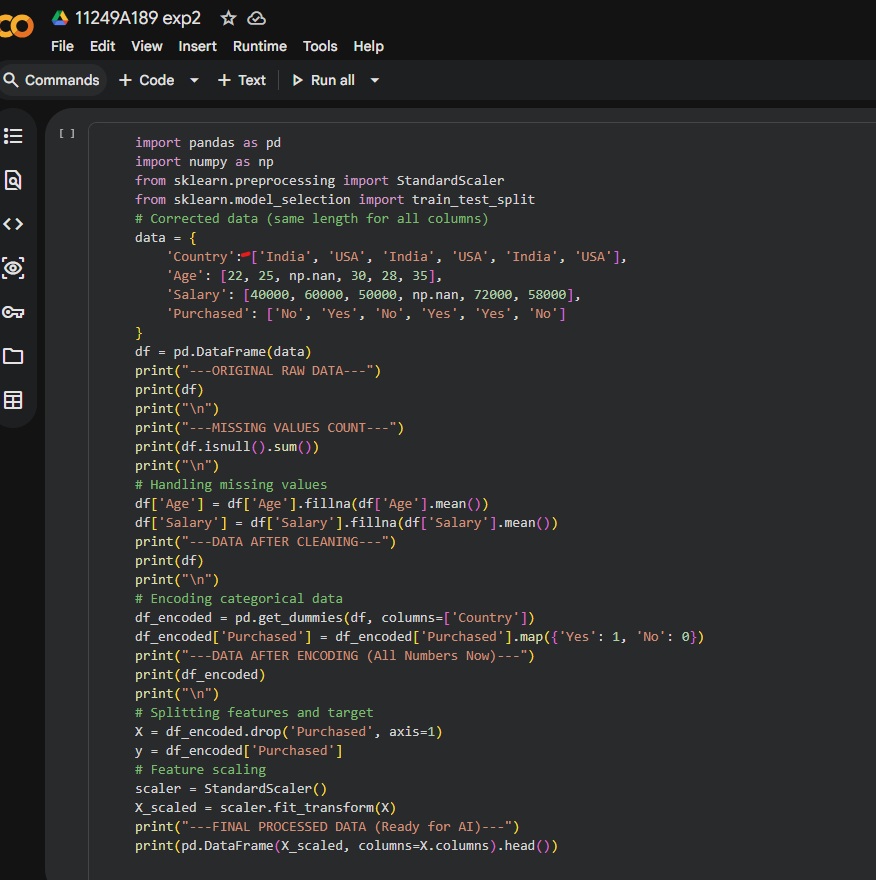 11249A189 exp2
File Edit View Insert Runtime Tools Help
Commands + Code + Text Run all
[ ]
import pandas as pd
import numpy as np
from sklearn.preprocessing import StandardScaler
from sklearn.model_selection import train_test_split
# Corrected data (same length for all columns)
data = {
    'Country': ['India', 'USA', 'India', 'USA', 'India', 'USA'],
    'Age': [22, 25, np.nan, 30, 28, 35],
    'Salary': [40000, 60000, 50000, np.nan, 72000, 58000],
    'Purchased': ['No', 'Yes', 'No', 'Yes', 'Yes', 'No']
}
df = pd.DataFrame(data)
print("---ORIGINAL RAW DATA---")
print(df)
print("\n")
print("---MISSING VALUES COUNT---")
print(df.isnull().sum())
print("\n")
# Handling missing values
df['Age'] = df['Age'].fillna(df['Age'].mean())
df['Salary'] = df['Salary'].fillna(df['Salary'].mean())
print("---DATA AFTER CLEANING---")
print(df)
print("\n")
# Encoding categorical data
df_encoded = pd.get_dummies(df, columns=['Country'])
df_encoded['Purchased'] = df_encoded['Purchased'].map({'Yes': 1, 'No': 0})
print("---DATA AFTER ENCODING (All Numbers Now)---")
print(df_encoded)
print("\n")
# Splitting features and target
X = df_encoded.drop('Purchased', axis=1)
y = df_encoded['Purchased']
# Feature scaling
scaler = StandardScaler()
X_scaled = scaler.fit_transform(X)
print("---FINAL PROCESSED DATA (Ready for AI)---")
print(pd.DataFrame(X_scaled, columns=X.columns).head())